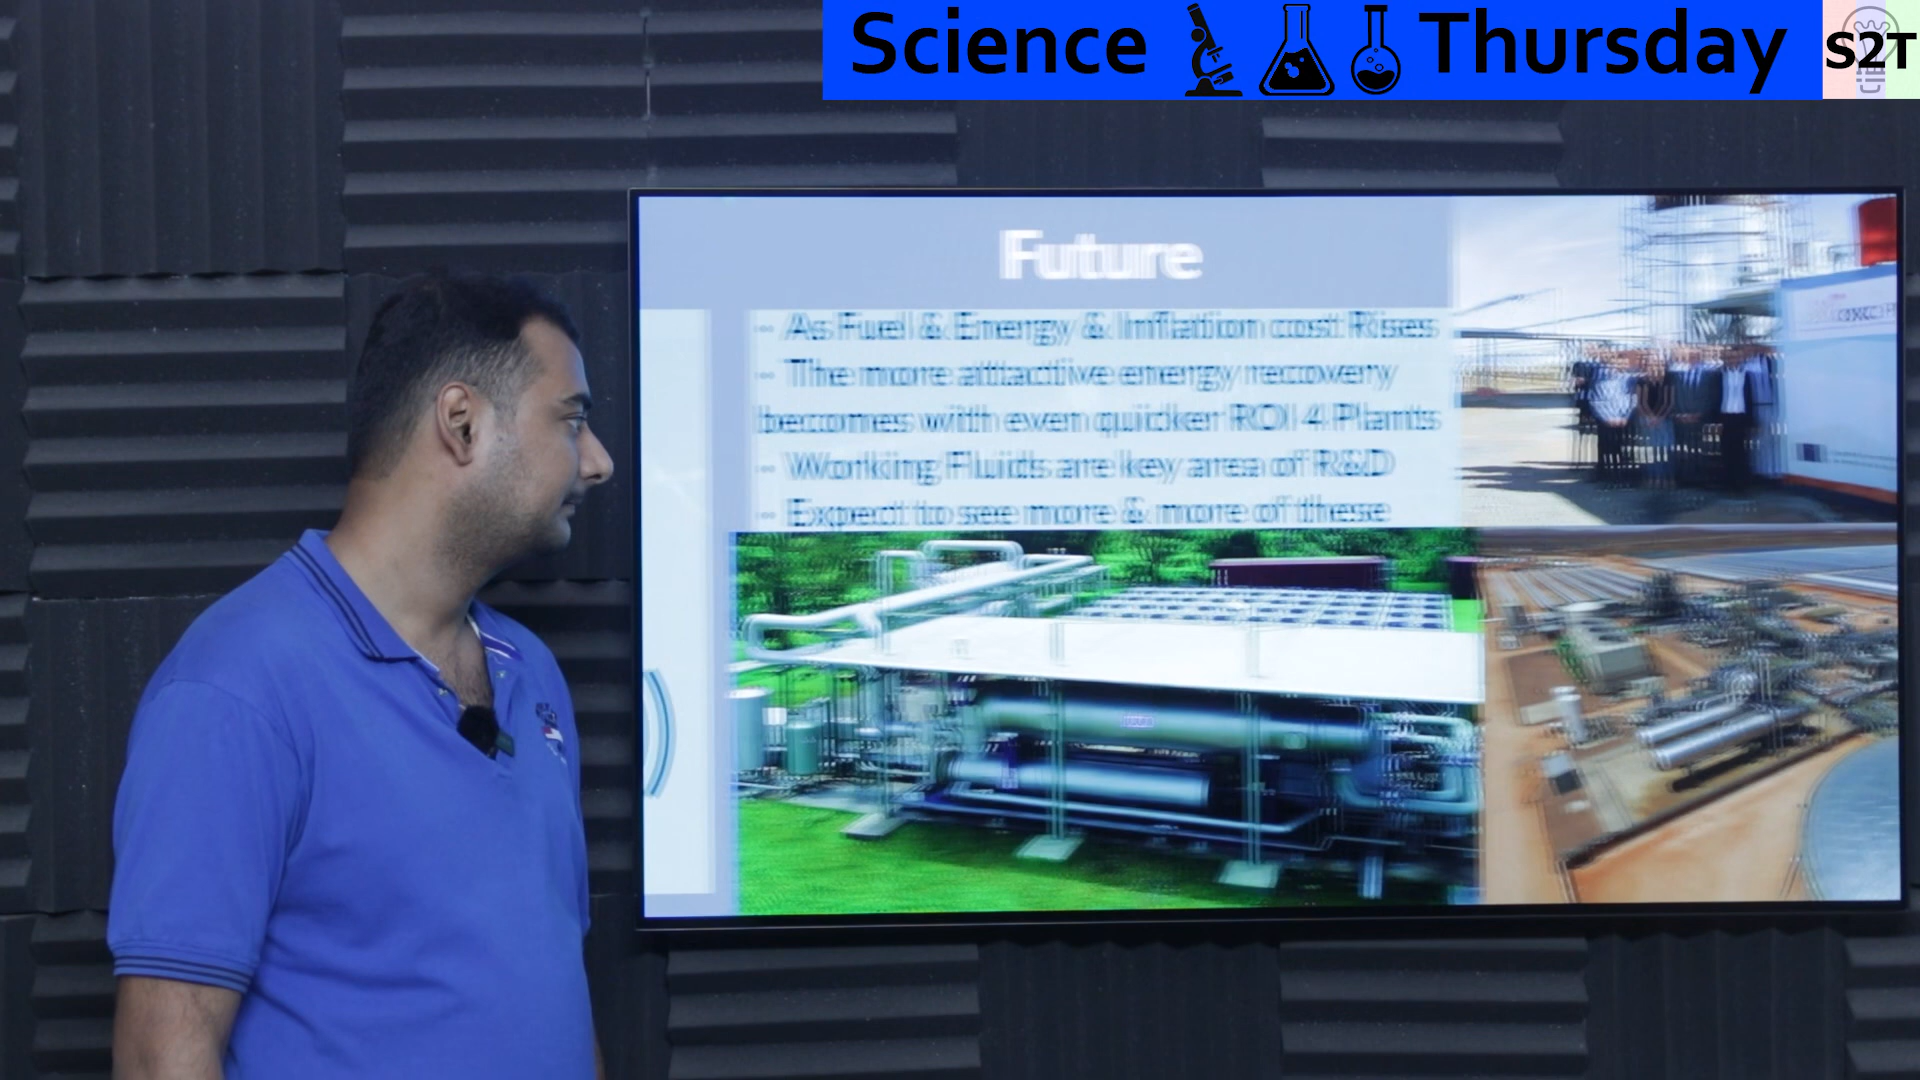 Science Thursday
S2T
Future
As Fuel & Energy & Inflation cost Rises
The more attactive energy recovery
becomes with even quicker ROI 4 Plants
Working Fluids are key area of R&D
Expect to see more & more of these